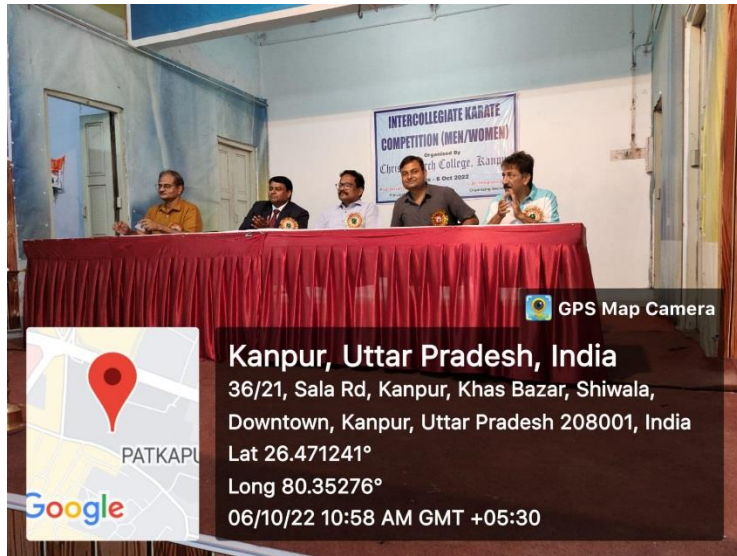 INTERCOLLEGIATE KARATE
COMPETITION (MEN/WOMEN)
Organised By
College, Kanpur
Oct 2022
GPS Map Camera
Kanpur, Uttar Pradesh, India
36/21, Sala Rd, Kanpur, Khas Bazar, Shiwala,
Downtown, Kanpur, Uttar Pradesh 208001, India
Lat 26.471241°
Long 80.35276°
06/10/22 10:58 AM GMT +05:30
PATKAPU
Google